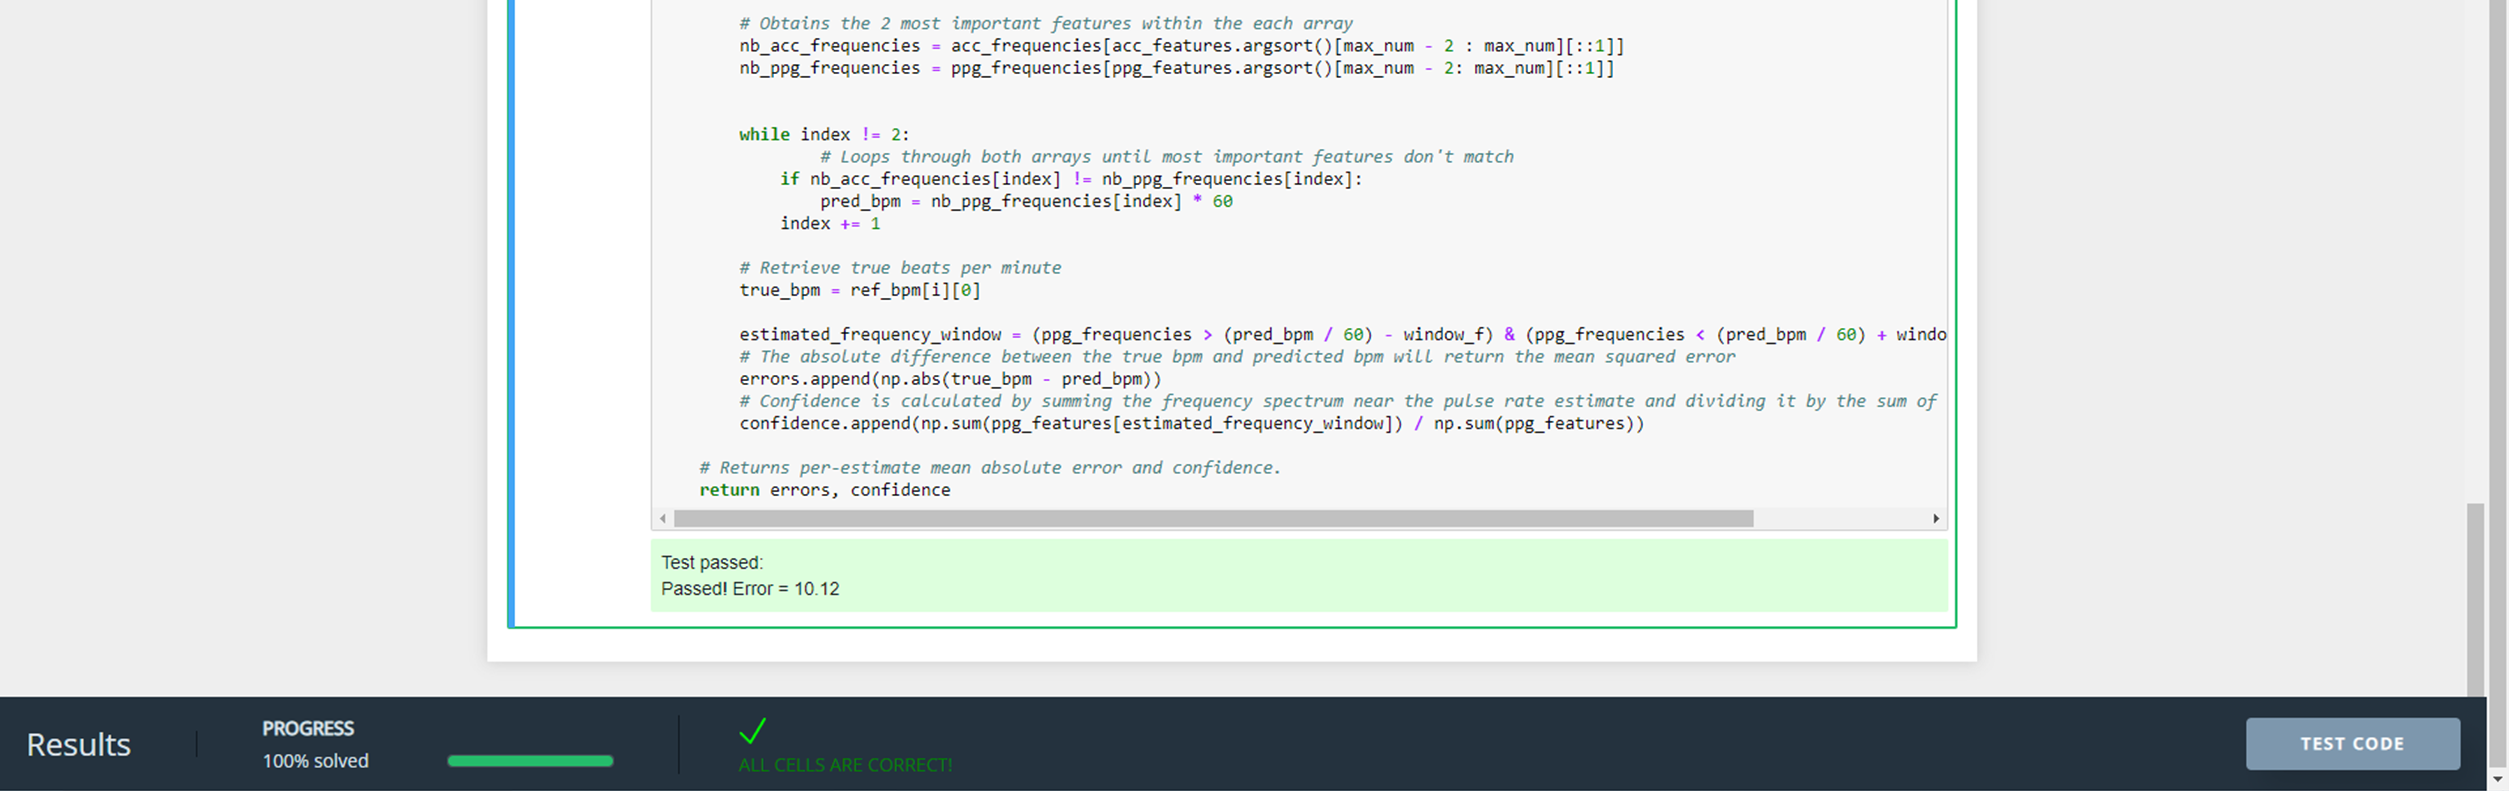 # Obtains the 2 most important features within the each array
nb_acc_frequencies = acc_frequencies[acc_features.argsort()[max_num - 2 : max_num][::1]]
nb_ppg_frequencies = ppg_frequencies[ppg_features.argsort()[max_num - 2: max_num][::1]]
while index != 2:
# Loops through both arrays until most important features don't match
if nb_acc_frequencies[index] != nb_ppg_frequencies[index]:
pred_bpm = nb_ppg_frequencies[index] * 60
index += 1
# Retrieve true beats per minute
true_bpm = ref_bpm[i][0]
estimated_frequency_window = (ppg_frequencies > (pred_bpm / 60) - window_f) & (ppg_frequencies < (pred_bpm / 60) + windo
# The absolute difference between the true bpm and predicted bpm will return the mean squared error
errors.append(np.abs(true_bpm - pred_bpm))
# Confidence is calculated by summing the frequency spectrum near the pulse rate estimate and dividing it by the sum of
confidence.append(np.sum(ppg_features[estimated_frequency_window]) / np.sum(ppg_features))
# Returns per-estimate mean absolute error and confidence.
return errors, confidence
Test passed:
Passed! Error = 10.12
Results
PROGRESS
100% solved
ALL CELLS ARE CORRECT!
TEST CODE